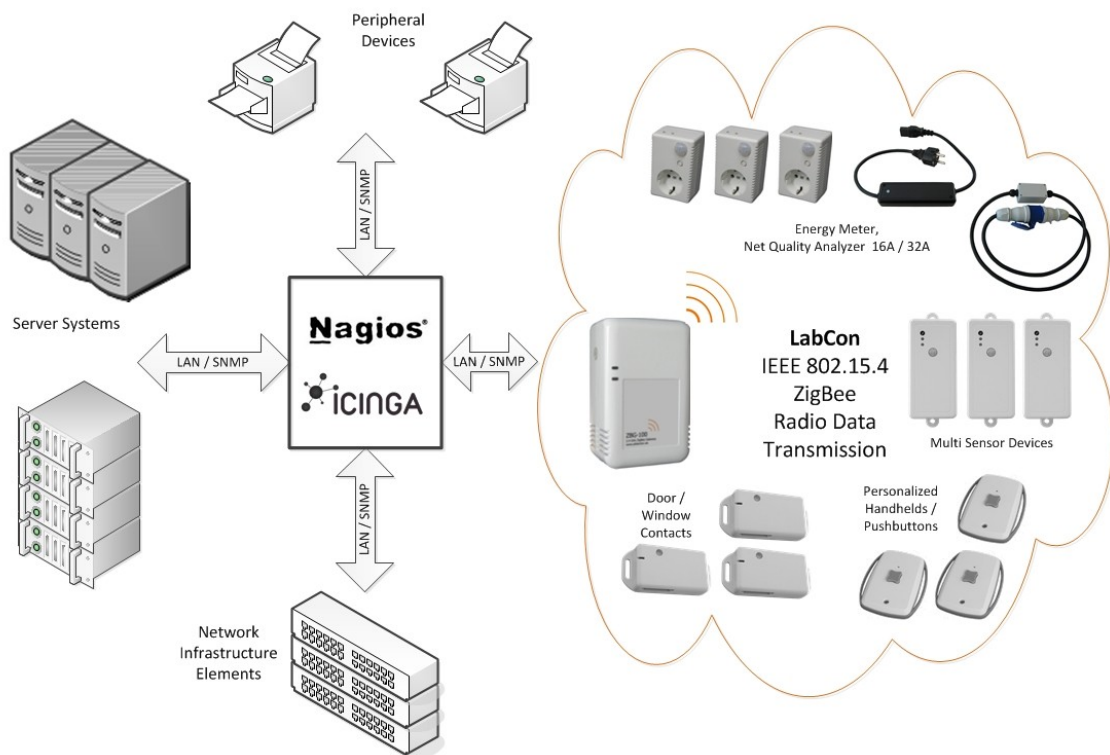 Peripheral
Devices
LAN / SNMP
Server Systems
LAN / SNMP
Nagios®
ICINGA
LAN / SNMP
LAN / SNMP
Network
Infrastructure
Elements
Energy Meter,
Net Quality Analyzer 16A / 32A
LabCon
IEEE 802.15.4
ZigBee
Radio Data
Transmission
Multi Sensor Devices
Door /
Window
Contacts
Personalized
Handhelds /
Pushbuttons